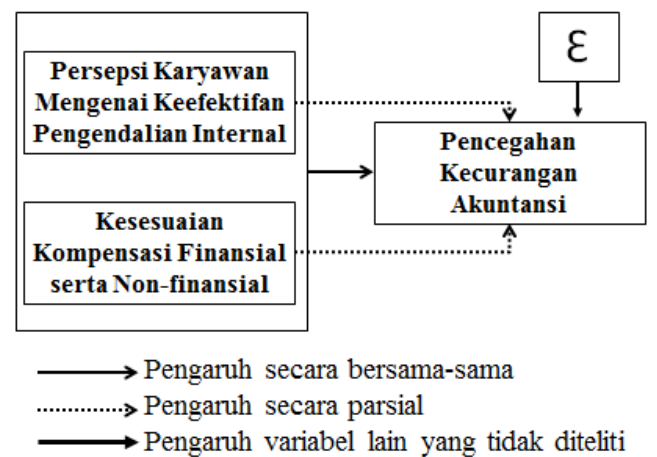 Persepsi Karyawan
Mengenai Keefektifan
Pengendalian Internal
Kesesuaian
Kompensasi Finansial
serta Non-finansial
ε
Pencegahan
Kecurangan
Akuntansi
Pengaruh secara bersama-sama
Pengaruh secara parsial
Pengaruh variabel lain yang tidak diteliti